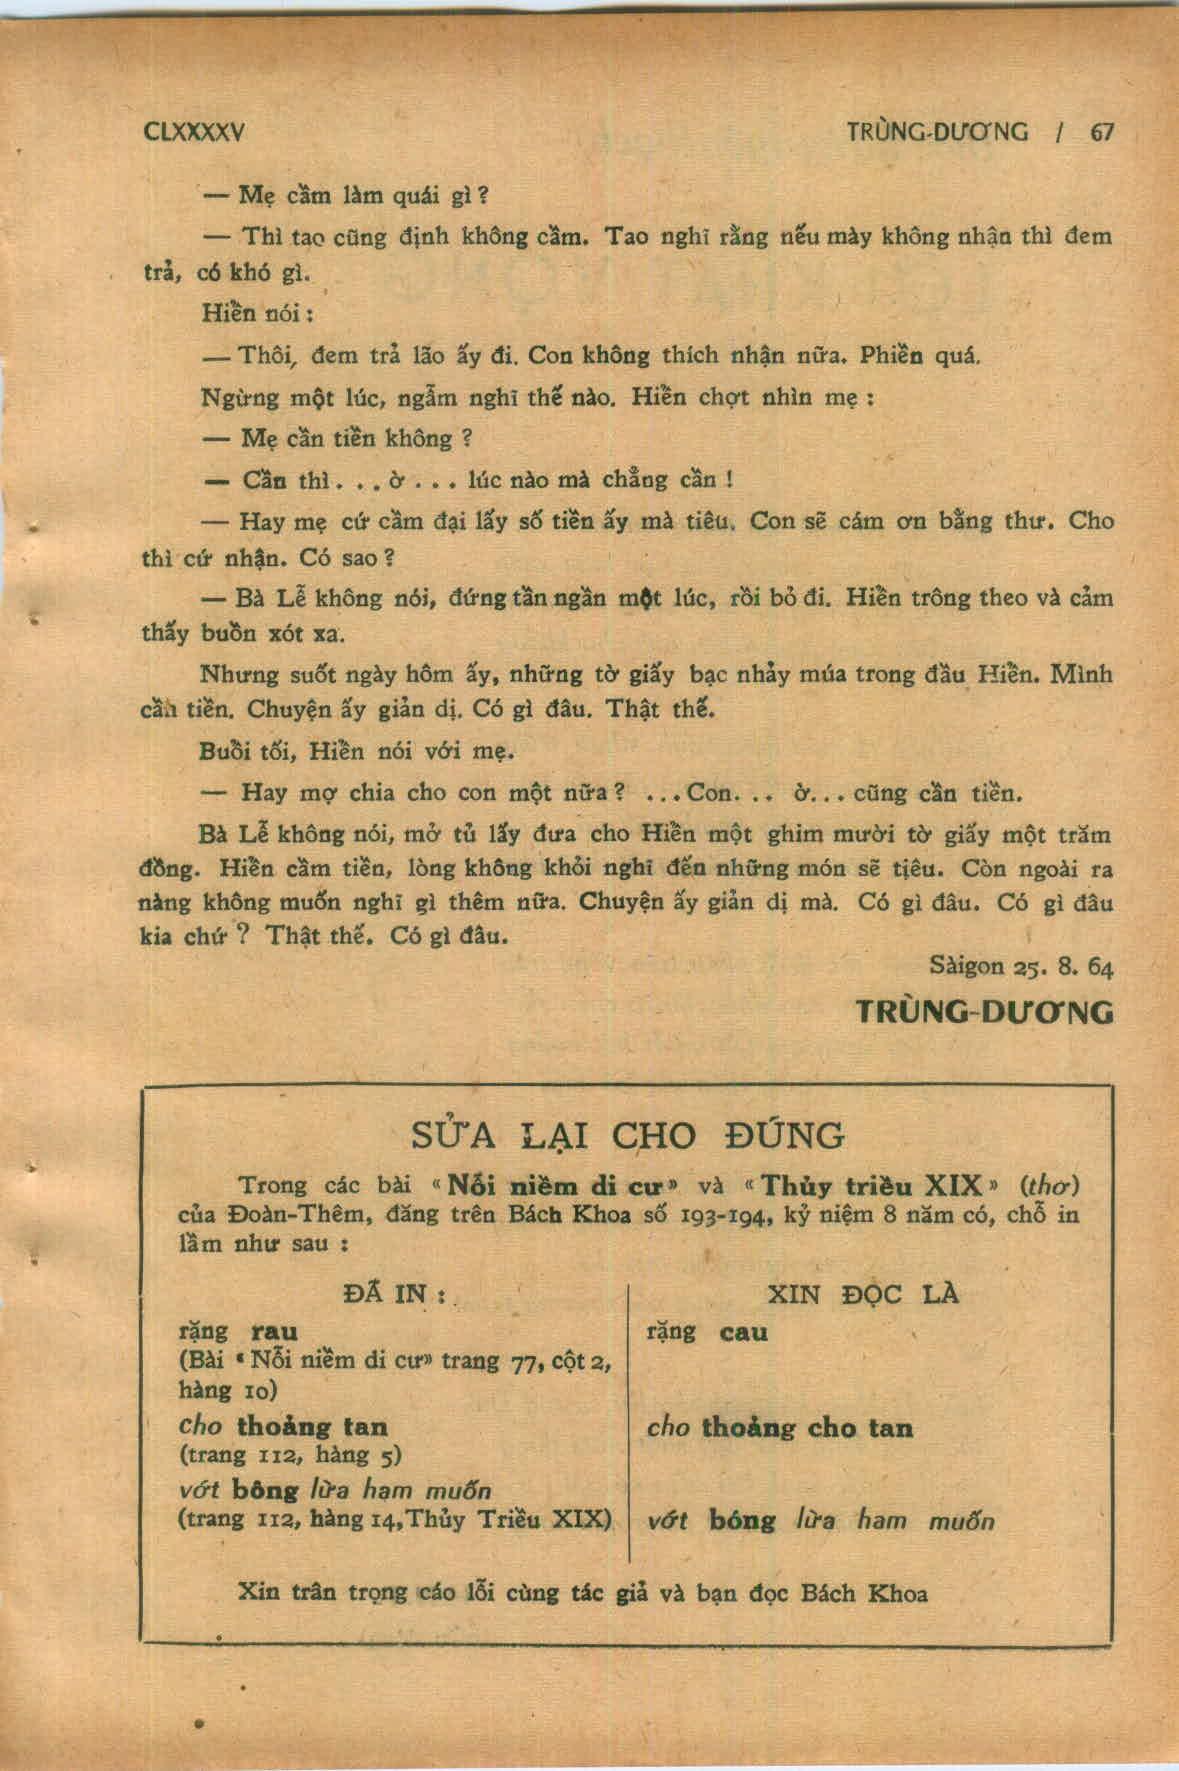 CLXXXXV
TRÙNG-DƯƠNG / 67
— Mẹ cầm làm quái gì ?
— Thì tao cũng định không cầm. Tao nghĩ rằng nếu mày không nhận thì đem
trả, có khó gì.
Hiền nói :
— Thôi, đem trả lão ấy đi. Con không thích nhận nữa. Phiền quá.
Ngừng một lúc, ngẫm nghĩ thế nào. Hiền chợt nhìn mẹ :
— Mẹ cần tiền không ?
— Cần thì. . . ờ . . . lúc nào mà chẳng cần !
— Hay mẹ cứ cầm đại lấy số tiền ấy mà tiêu. Con sẽ cám ơn bằng thư. Cho
thì cứ nhận. Có sao ?
— Bà Lễ không nói, đứng tần ngần một lúc, rồi bỏ đi. Hiền trông theo và cảm
thấy buồn xót xa.
Nhưng suốt ngày hôm ấy, những tờ giấy bạc nhảy múa trong đầu Hiền. Mình
cần tiền. Chuyện ấy giản dị. Có gì đâu. Thật thế.
Buổi tối, Hiền nói với mẹ.
— Hay mợ chia cho con một nữa ? ...Con. .. ờ... cũng cần tiền.
Bà Lễ không nói, mở tủ lấy đưa cho Hiền một ghim mười tờ giấy một trăm
đồng. Hiền cầm tiền, lòng không khỏi nghĩ đến những món sẽ tiêu. Còn ngoài ra
nàng không muốn nghĩ gì thêm nữa. Chuyện ấy giản dị mà. Có gì đâu. Có gì đâu
kia chứ ? Thật thế. Có gì đâu.
Sàigon 25. 8. 64
TRÙNG-DƯƠNG
SỬA LẠI CHO ĐÚNG
Trong các bài «Nỗi niềm di cư» và «Thủy triều XIX» (thơ)
của Đoàn-Thêm, đăng trên Bách Khoa số 193-194, kỷ niệm 8 năm có, chỗ in
lầm như sau :
ĐÃ IN :
rặng rau
(Bài «Nỗi niềm di cư» trang 77, cột 2,
hàng 10)
cho thoảng tan
(trang 112, hàng 5)
vớt bông lừa ham muốn
(trang 112, hàng 14,Thủy Triều XIX)
XIN ĐỌC LÀ
rặng cau
cho thoảng cho tan
vớt bóng lừa ham muốn
Xin trân trọng cáo lỗi cùng tác giả và bạn đọc Bách Khoa